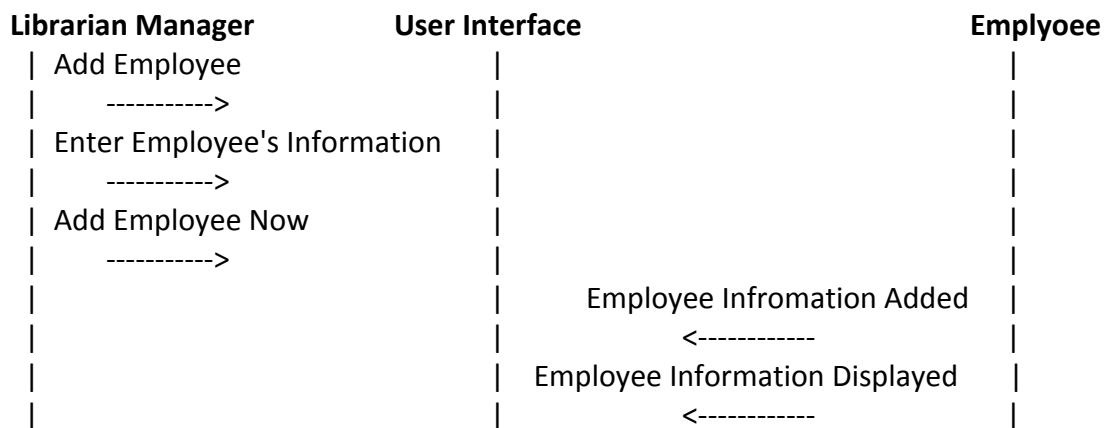 Librarian Manager User Interface Emplyoee
| Add Employee | |
| -----------> | |
| Enter Employee's Information | |
| -----------> | |
| Add Employee Now | |
| -----------> | |
| | Employee Infromation Added |
| | <------------ |
| | Employee Information Displayed |
| | <------------ |